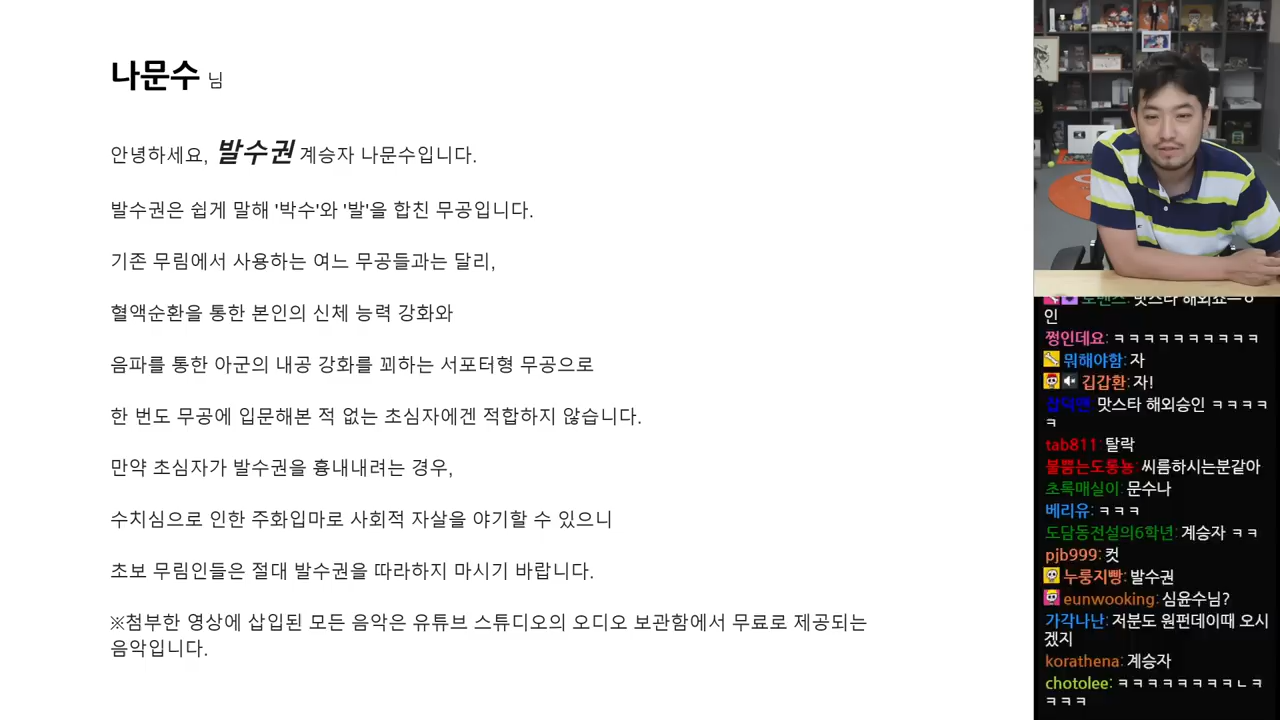 나문수 님
안녕하세요, 발수권 계승자 나문수입니다.
발수권은 쉽게 말해 '박수'와 '발'을 합친 무공입니다.
기존 무림에서 사용하는 여느 무공들과는 달리,
혈액순환을 통한 본인의 신체 능력 강화와
음파를 통한 아군의 내공 강화를 꾀하는 서포터형 무공으로
한 번도 무공에 입문해본 적 없는 초심자에겐 적합하지 않습니다.
만약 초심자가 발수권을 흉내내려는 경우,
수치심으로 인한 주화입마로 사회적 자살을 야기할 수 있으니
초보 무림인들은 절대 발수권을 따라하지 마시기 바랍니다.
※첨부한 영상에 삽입된 모든 음악은 유튜브 스튜디오의 오디오 보관함에서 무료로 제공되는
음악입니다.
인
쩡인데요: ㅋㅋㅋㅋㅋㅋㅋㅋㅋㅋ
뭐해야함: 자
깁갑환: 자!
잡덕맨: 맛스타 해외승인 ㅋㅋㅋㅋ
ㅋ
tab811: 탈락
불뿜는도롱뇽: 씨름하시는분같아
초록매실이: 문수나
베리유: ㅋㅋㅋ
도담동전설의6학년: 계승자 ㅋㅋ
pjb999: 컷
누룽지빵: 발수권
eunwooking: 심윤수님?
가각나난: 저분도 원펀데이때 오시
겠지
korathena: 계승자
chotolee: ㅋㅋㅋㅋㅋㅋㅋㅋㄴㅋ
ㅋㅋㅋ